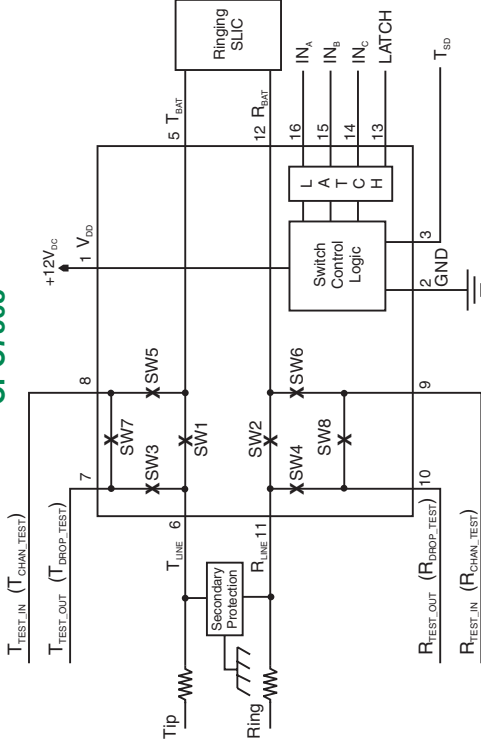 T_TEST_IN (T_CHAN_TEST)
T_TEST_OUT (T_DROP_TEST)
+12V_DC
7
8
1 V_DD
SW7
SW3
SW5
Tip
6
T_LINE
SW1
5 T_BAT
Ringing
SLIC
Secondary
Protection
Ring
R_LINE 11
SW2
12 R_BAT
SW4
SW6
SW8
Switch
Control
Logic
L
A
T
C
H
16
15
14
13
IN_A
IN_B
IN_C
LATCH
10
9
2
GND
3
T_SD
R_TEST_OUT (R_DROP_TEST)
R_TEST_IN (R_CHAN_TEST)